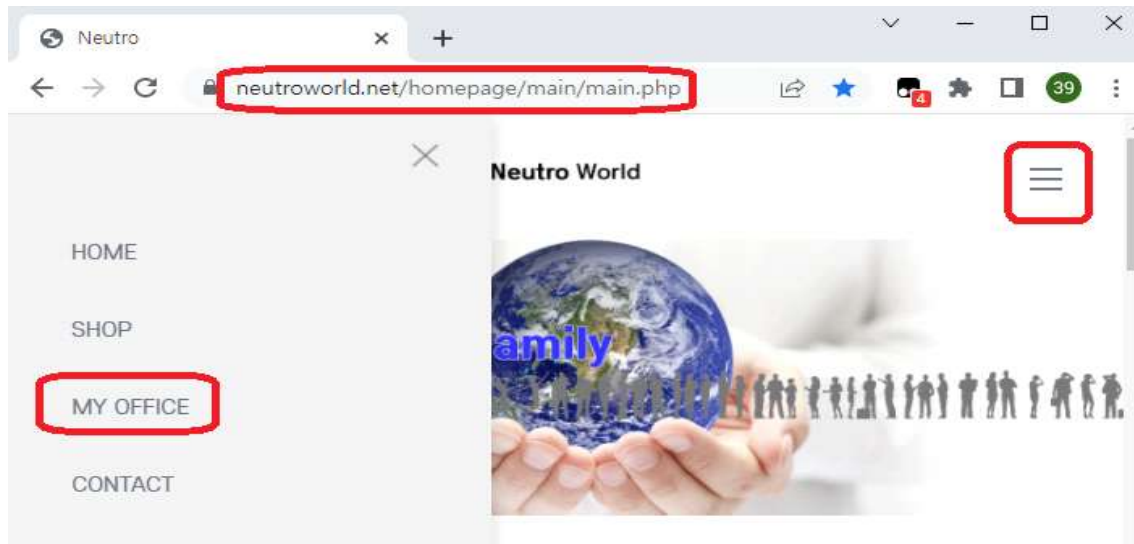 Neutro
neutroworld.net/homepage/main/main.php
4
39
Neutro World
HOME
SHOP
amily
MY OFFICE
CONTACT